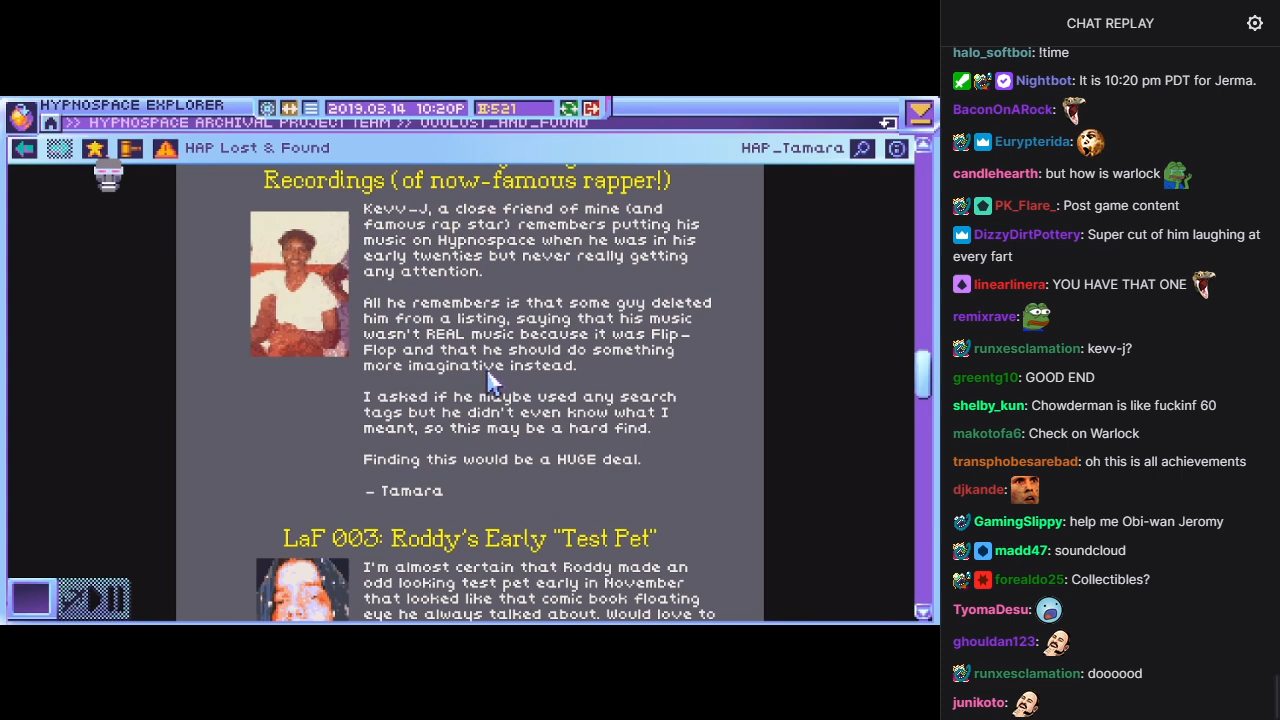 HYPNOSPACE EXPLORER
2019.03.14 10:20P
521
>> HYPNOSPACE ARCHIVAL PROJECT TEAM >>
HAP Lost & Found
HAP_Tamara
Recordings (of now-famous rapper!)
Kevv-J, a close friend of mine (and
famous rap star) remembers putting his
music on Hypnospace when he was in his
early twenties but never really getting
any attention.
All he remembers is that some guy deleted
him from a listing, saying that his music
wasn't REAL music because it was Flip-
Flop and that he should do something
more imaginative instead.
I asked if he maybe used any search
tags but he didn't even know what I
meant, so this may be a hard find.
Finding this would be a HUGE deal.
- Tamara
LaF 003: Roddy's Early "Test Pet"
I'm almost certain that Roddy made an
odd looking test pet early in November
that looked like that comic book floating
eye he always talked about. Would love to
CHAT REPLAY
halo_softboi: !time
Nightbot: It is 10:20 pm PDT for Jerma.
BaconOnARock:
Eurypterida:
candlehearth: but how is warlock
PK_Flare_: Post game content
DizzyDirtPottery: Super cut of him laughing at
every fart
linearlinera: YOU HAVE THAT ONE
remixrave:
runxesclamation: kevv-j?
greentg10: GOOD END
shelby_kun: Chowderman is like fuckinf 60
makotofa6: Check on Warlock
transphobesarebad: oh this is all achievements
djkande:
GamingSlippy: help me Obi-wan Jeromy
madd47: soundcloud
forealdo25: Collectibles?
TyomaDesu:
ghouldan123:
runxesclamation: doooood
junikoto: